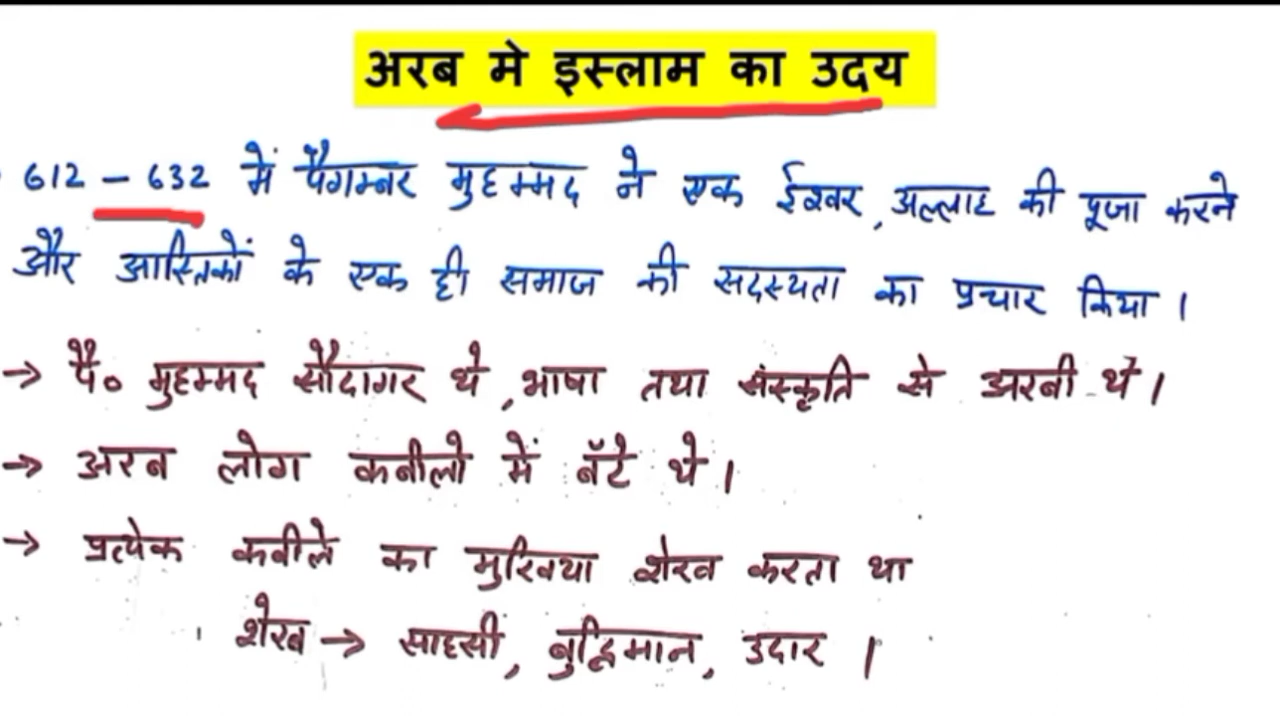 अरब मे इस्लाम का उदय
612 – 632 में पैगम्बर मुहम्मद ने एक ईश्वर, अल्लाह की पूजा करने
और आस्तिकों के एक ही समाज की सदस्यता का प्रचार किया।
→ पै० मुहम्मद सौदागर थे, भाषा तथा संस्कृति से अरबी थे।
→ अरब लोग कबीलो में बँटे थे।
→ प्रत्येक कबीले का मुखिया शेख करता था
शेख → साहसी, बुद्धिमान, उदार।